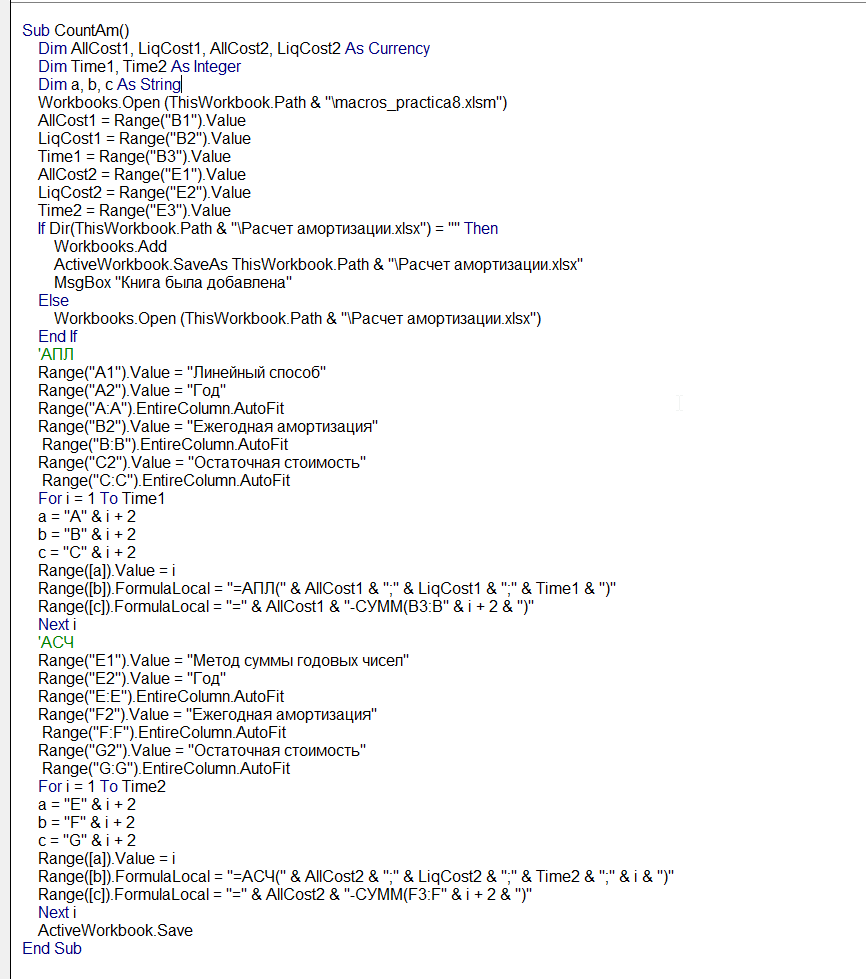 Sub CountAm()
Dim AllCost1, LiqCost1, AllCost2, LiqCost2 As Currency
Dim Time1, Time2 As Integer
Dim a, b, c As String
Workbooks.Open (ThisWorkbook.Path & "\macros_practica8.xlsm")
AllCost1 = Range("B1").Value
LiqCost1 = Range("B2").Value
Time1 = Range("B3").Value
AllCost2 = Range("E1").Value
LiqCost2 = Range("E2").Value
Time2 = Range("E3").Value
If Dir(ThisWorkbook.Path & "\Расчет амортизации.xlsx") = "" Then
Workbooks.Add
ActiveWorkbook.SaveAs ThisWorkbook.Path & "\Расчет амортизации.xlsx"
MsgBox "Книга была добавлена"
Else
Workbooks.Open (ThisWorkbook.Path & "\Расчет амортизации.xlsx")
End If
'АПЛ
Range("A1").Value = "Линейный способ"
Range("A2").Value = "Год"
Range("A:A").EntireColumn.AutoFit
Range("B2").Value = "Ежегодная амортизация"
Range("B:B").EntireColumn.AutoFit
Range("C2").Value = "Остаточная стоимость"
Range("C:C").EntireColumn.AutoFit
For i = 1 To Time1
a = "A" & i + 2
b = "B" & i + 2
c = "C" & i + 2
Range([a]).Value = i
Range([b]).FormulaLocal = "=АПЛ(" & AllCost1 & ";" & LiqCost1 & ";" & Time1 & ")"
Range([c]).FormulaLocal = "=" & AllCost1 & "-СУММ(B3:B" & i + 2 & ")"
Next i
'АСЧ
Range("E1").Value = "Метод суммы годовых чисел"
Range("E2").Value = "Год"
Range("E:E").EntireColumn.AutoFit
Range("F2").Value = "Ежегодная амортизация"
Range("F:F").EntireColumn.AutoFit
Range("G2").Value = "Остаточная стоимость"
Range("G:G").EntireColumn.AutoFit
For i = 1 To Time2
a = "E" & i + 2
b = "F" & i + 2
c = "G" & i + 2
Range([a]).Value = i
Range([b]).FormulaLocal = "=АСЧ(" & AllCost2 & ";" & LiqCost2 & ";" & Time2 & ";" & i & ")"
Range([c]).FormulaLocal = "=" & AllCost2 & "-СУММ(F3:F" & i + 2 & ")"
Next i
ActiveWorkbook.Save
End Sub